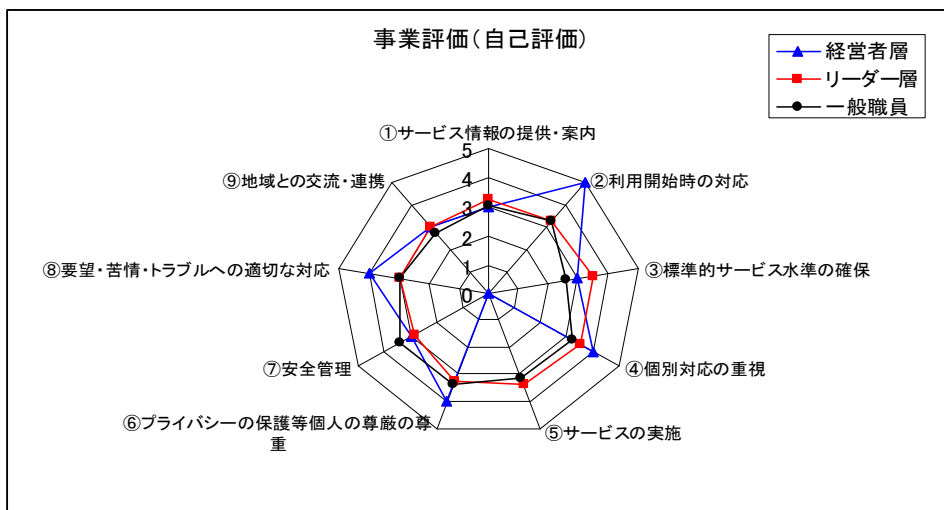 事業評価(自己評価)
経営者層
リーダー層
一般職員
①サービス情報の提供・案内
②利用開始時の対応
③標準的サービス水準の確保
④個別対応の重視
⑤サービスの実施
⑥プライバシーの保護等個人の尊厳の尊
重
⑦安全管理
⑧要望・苦情・トラブルへの適切な対応
⑨地域との交流・連携
5
4
3
2
1
0